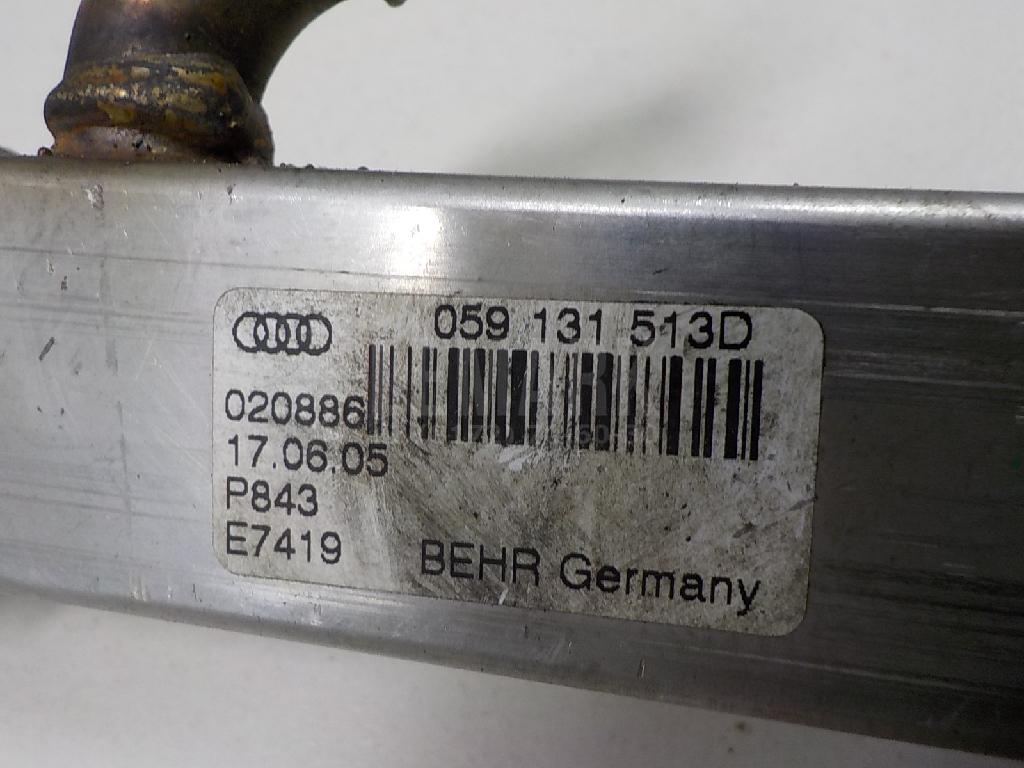 059 131 513D
020886
17.06.05
P843
E7419
BEHR Germany